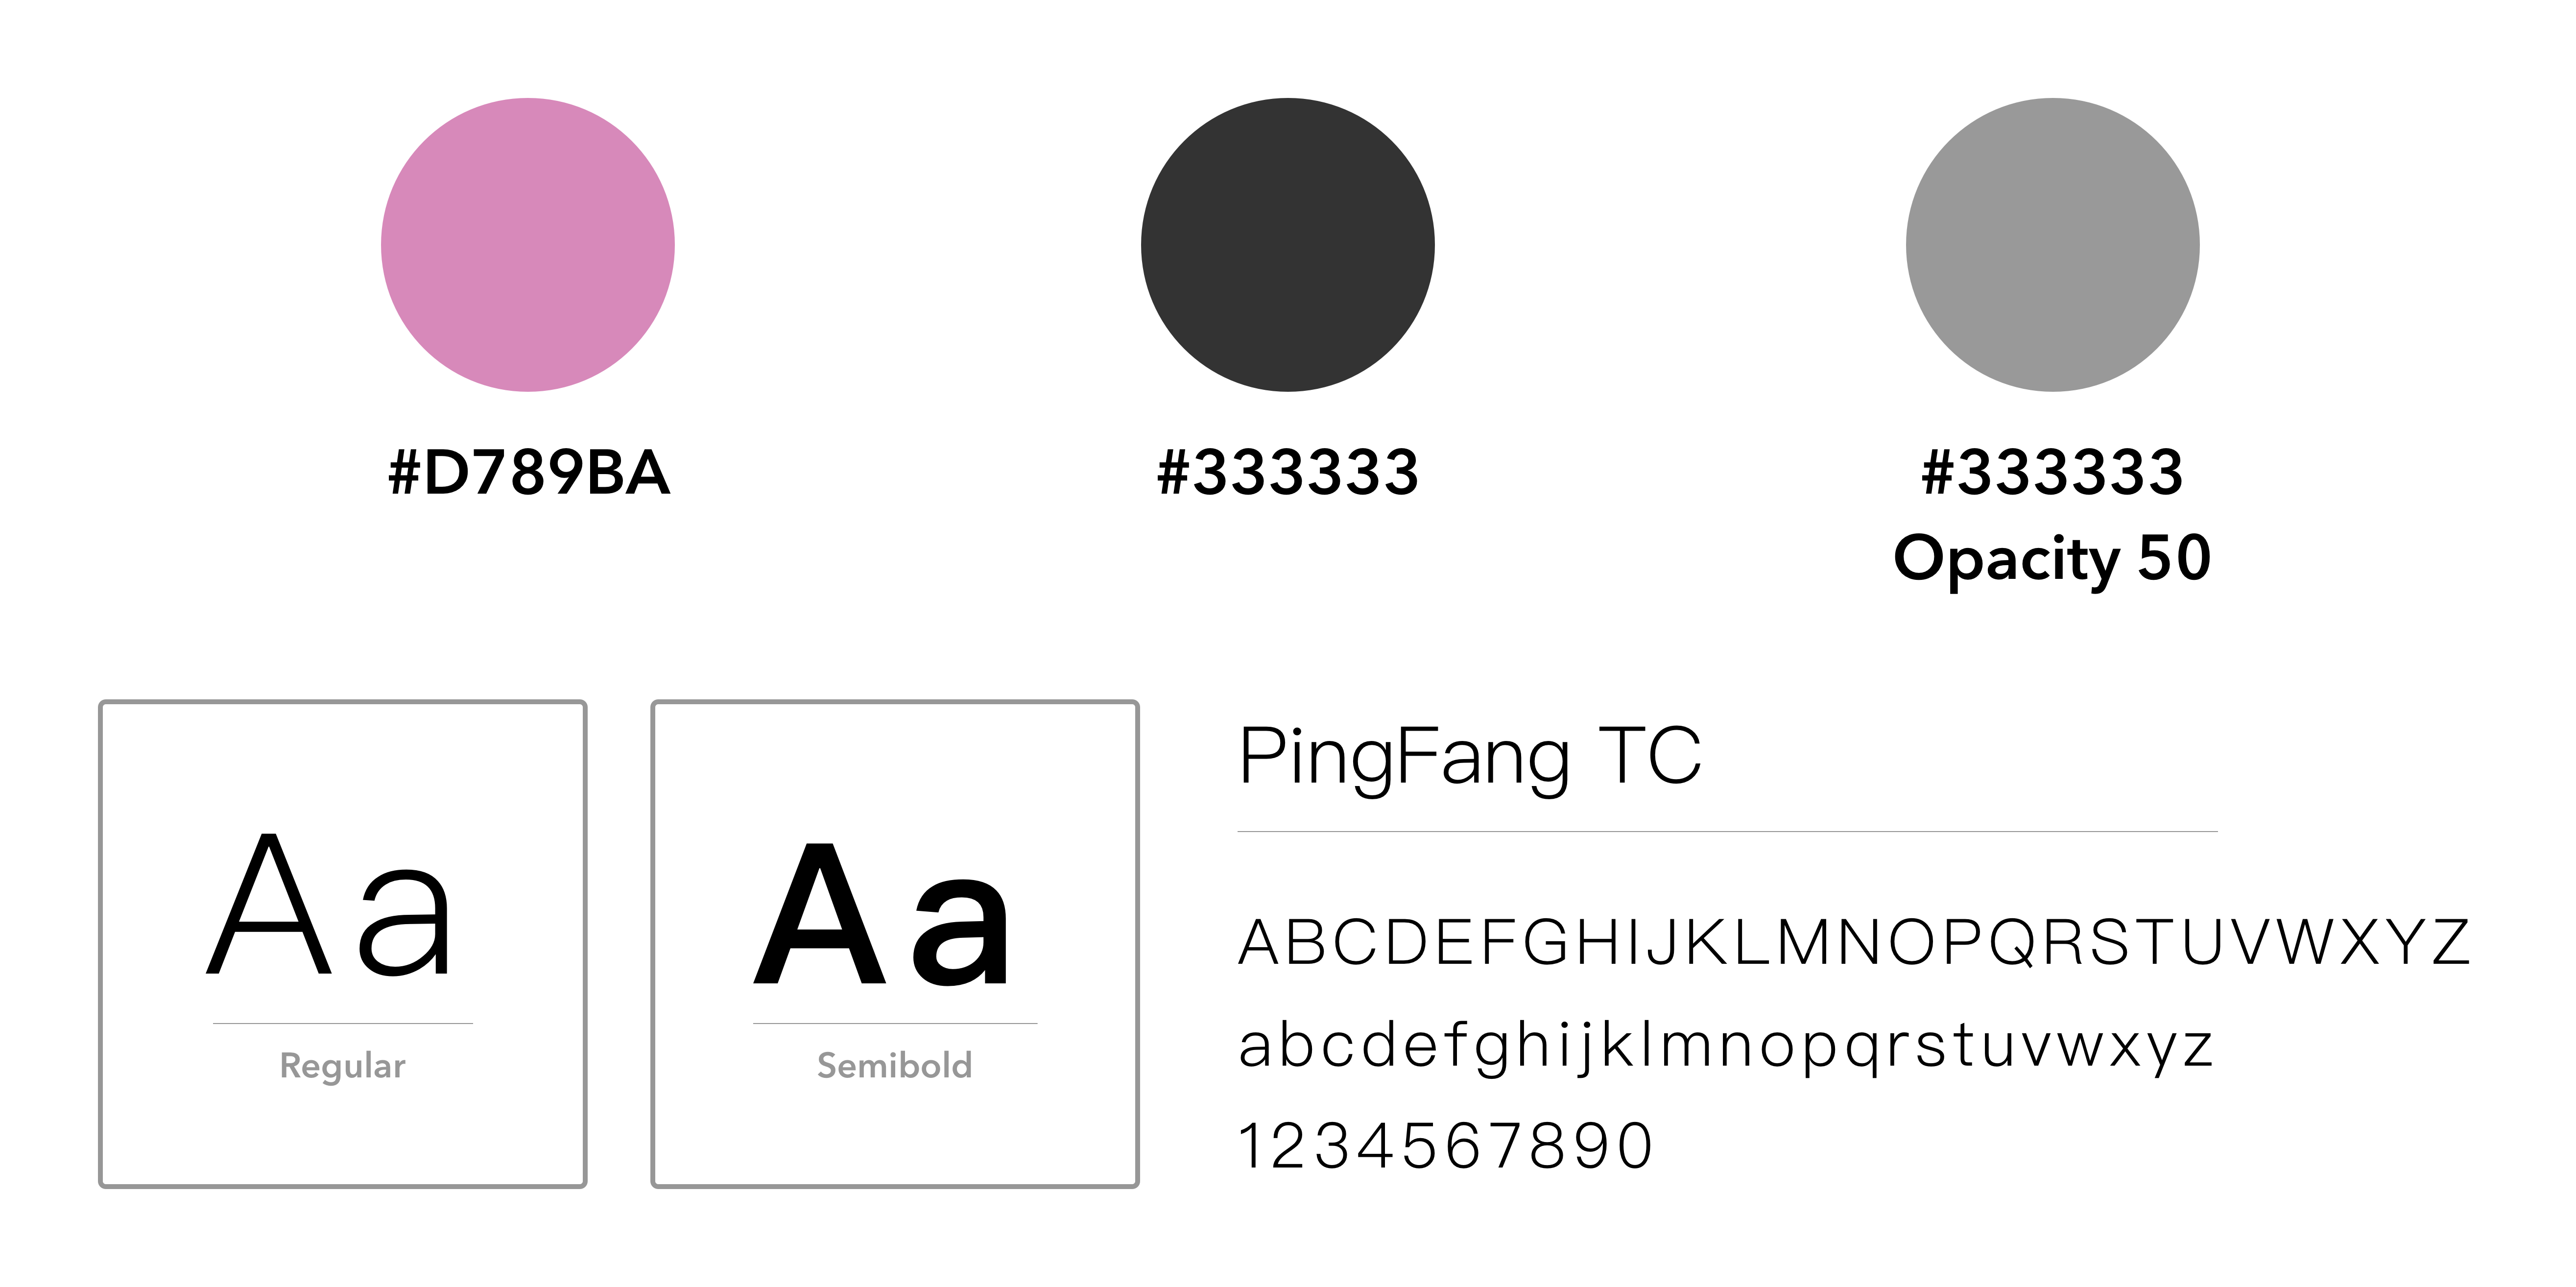 #D789BA
#333333
#333333
Opacity 50
Aa
Regular
Aa
Semibold
PingFang TC
ABCDEFGHIJKLMNOPQRSTUVWXYZ
abcdefghijklmnopqrstuvwxyz
1234567890